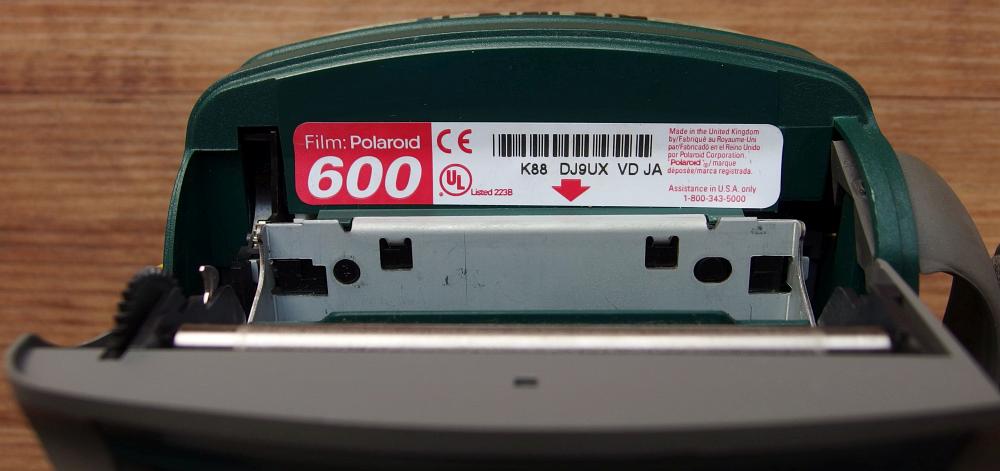 Film: Polaroid
600
CE
UL
Listed 223B
K88 DJ9UX VD JA
Made in the United Kingdom
by/Fabriqué au Royaume-Uni
par/Fabricado en el Reino Unido
por Polaroid Corporation.
"Polaroid"®/marque
déposée/marca registrada.
Assistance in U.S.A. only
1-800-343-5000